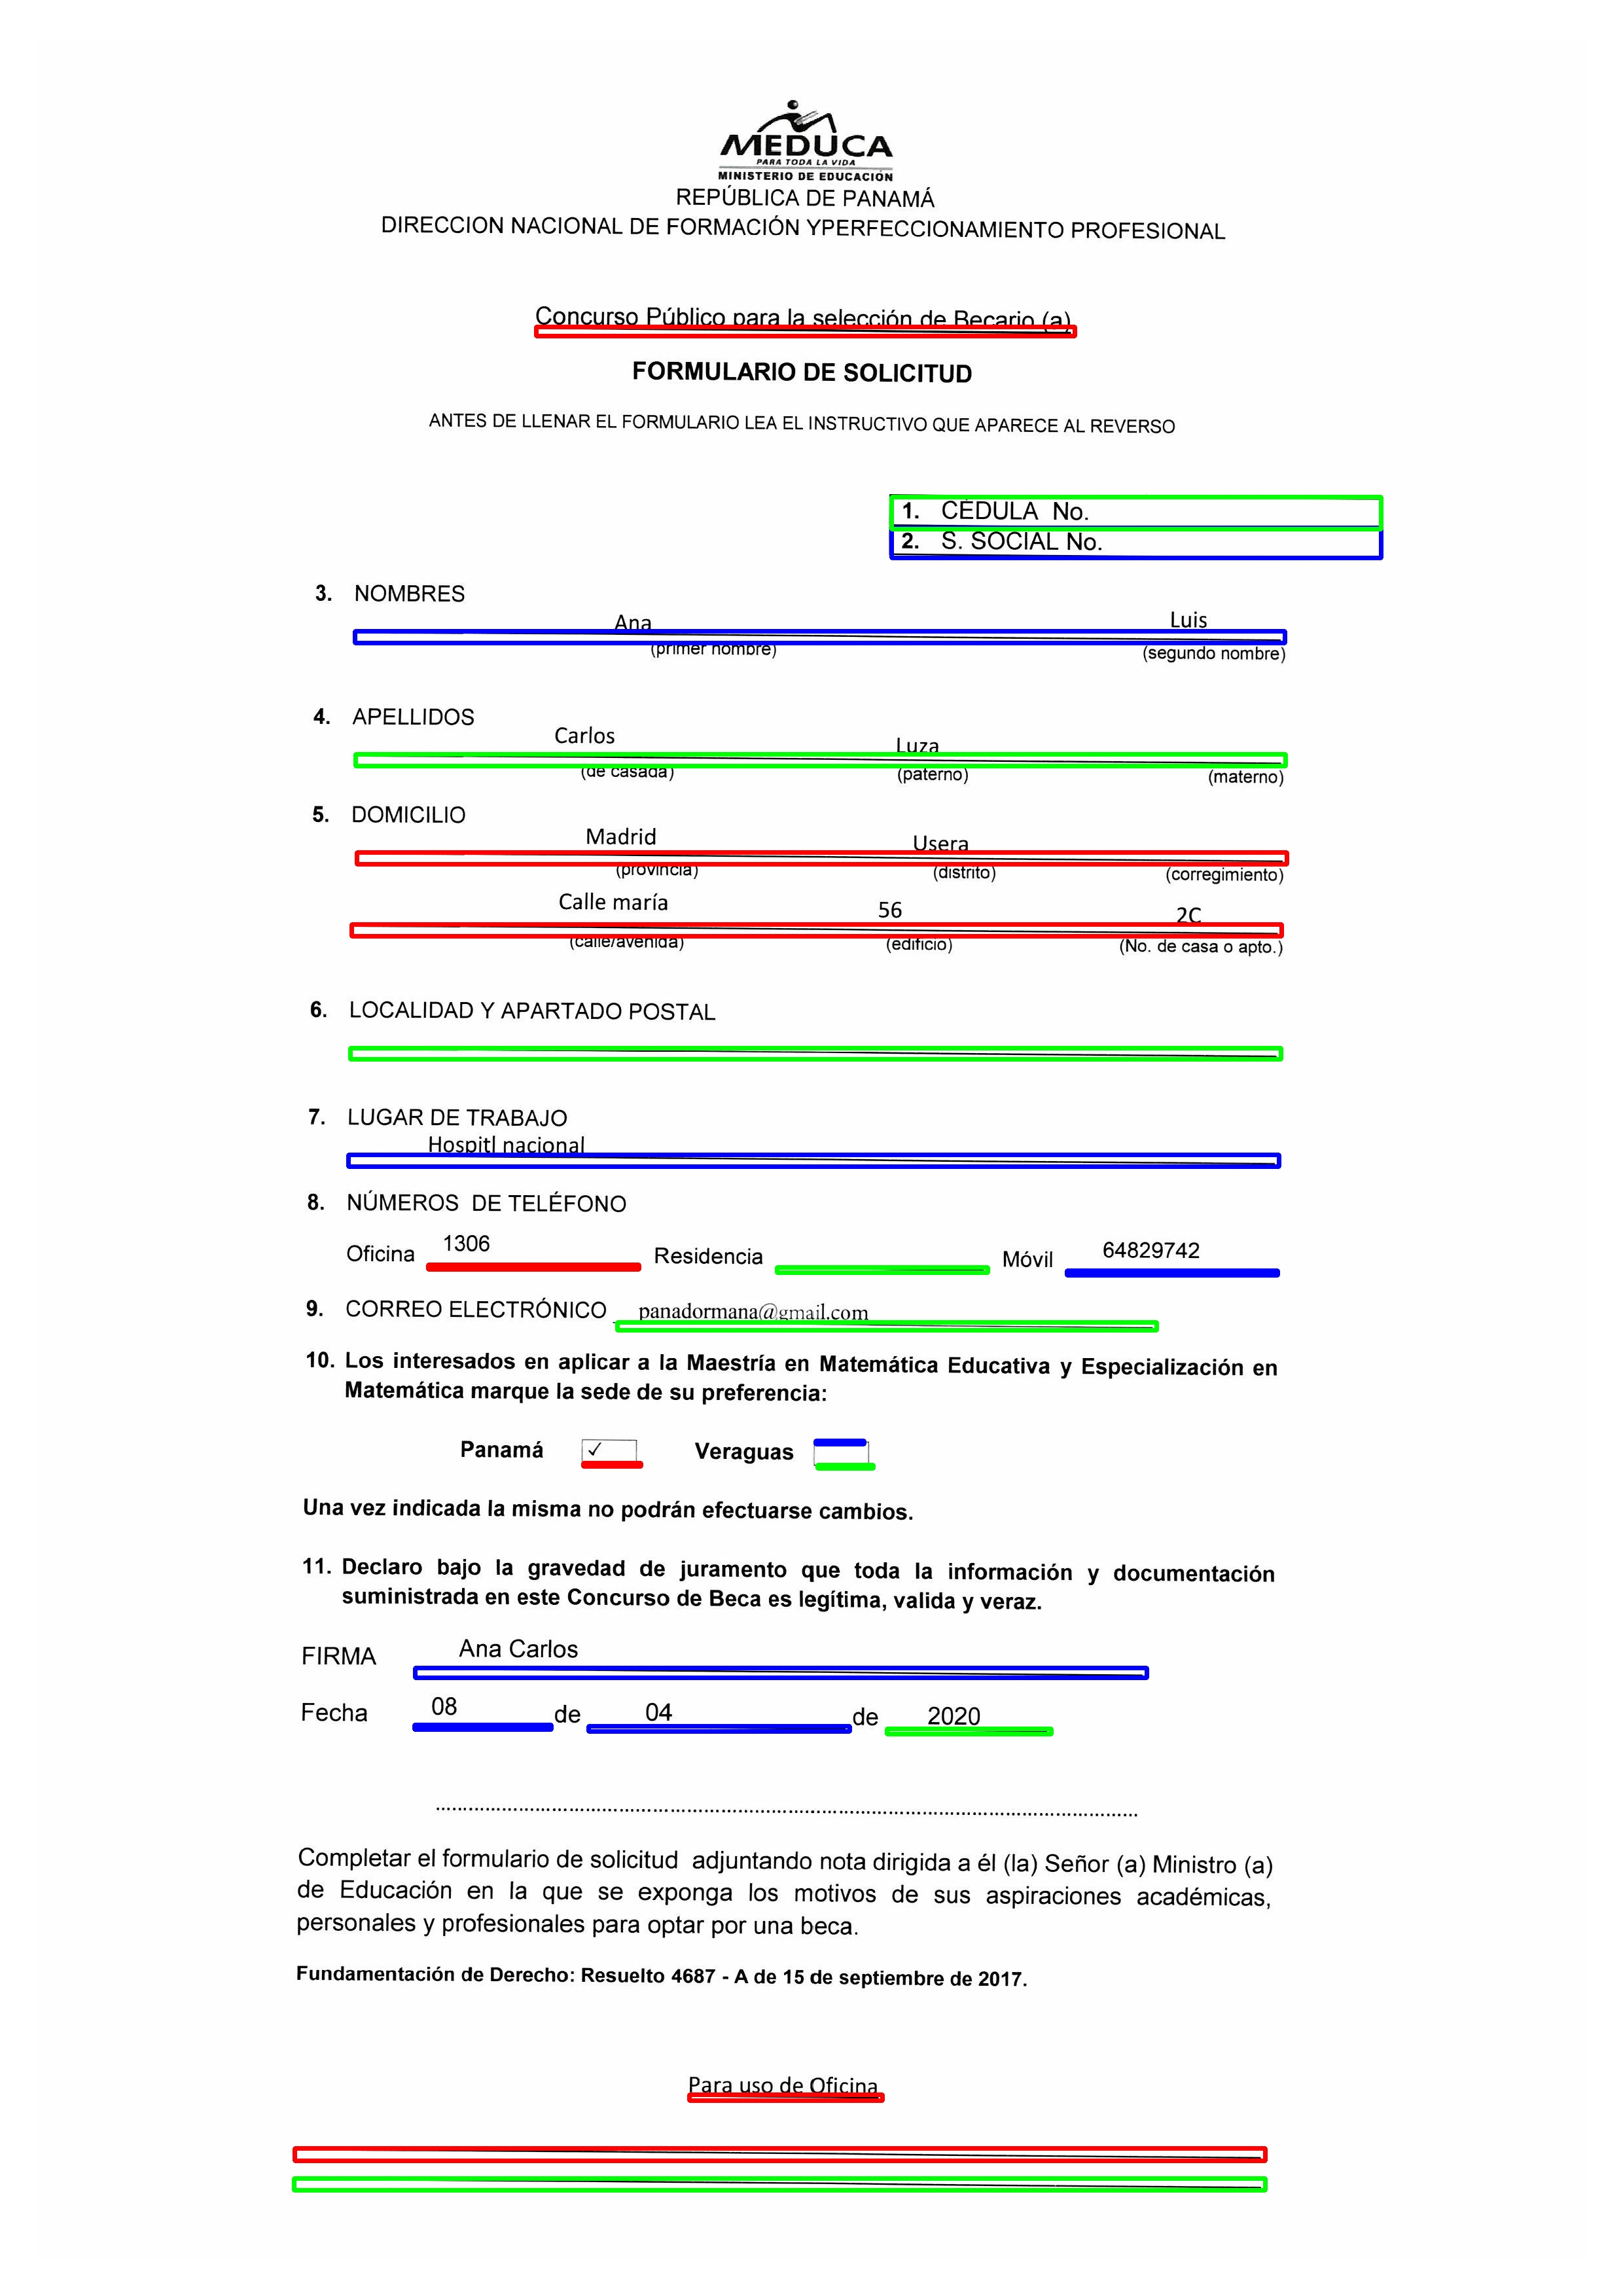 MEDUCA
PARA TODA LA VIDA
MINISTERIO DE EDUCACIÓN
REPÚBLICA DE PANAMÁ
DIRECCION NACIONAL DE FORMACIÓN YPERFECCIONAMIENTO PROFESIONAL
Concurso Público para la selección de Becario (a)
FORMULARIO DE SOLICITUD
ANTES DE LLENAR EL FORMULARIO LEA EL INSTRUCTIVO QUE APARECE AL REVERSO
1. CÉDULA No.
2. S. SOCIAL No.
3. NOMBRES
Ana Luis
(primer nombre) (segundo nombre)
4. APELLIDOS
Carlos Luza
(de casada) (paterno) (materno)
5. DOMICILIO
Madrid Usera
(provincia) (distrito) (corregimiento)
Calle maría 56 2C
(calle/avenida) (edificio) (No. de casa o apto.)
6. LOCALIDAD Y APARTADO POSTAL
7. LUGAR DE TRABAJO
Hospitl nacional
8. NÚMEROS DE TELÉFONO
Oficina 1306 Residencia Móvil 64829742
9. CORREO ELECTRÓNICO panadormana@gmail.com
10. Los interesados en aplicar a la Maestría en Matemática Educativa y Especialización en
Matemática marque la sede de su preferencia:
Panamá ✓ Veraguas
Una vez indicada la misma no podrán efectuarse cambios.
11. Declaro bajo la gravedad de juramento que toda la información y documentación
suministrada en este Concurso de Beca es legítima, valida y veraz.
FIRMA Ana Carlos
Fecha 08 de 04 de 2020
Completar el formulario de solicitud adjuntando nota dirigida a él (la) Señor (a) Ministro (a)
de Educación en la que se exponga los motivos de sus aspiraciones académicas,
personales y profesionales para optar por una beca.
Fundamentación de Derecho: Resuelto 4687 - A de 15 de septiembre de 2017.
Para uso de Oficina